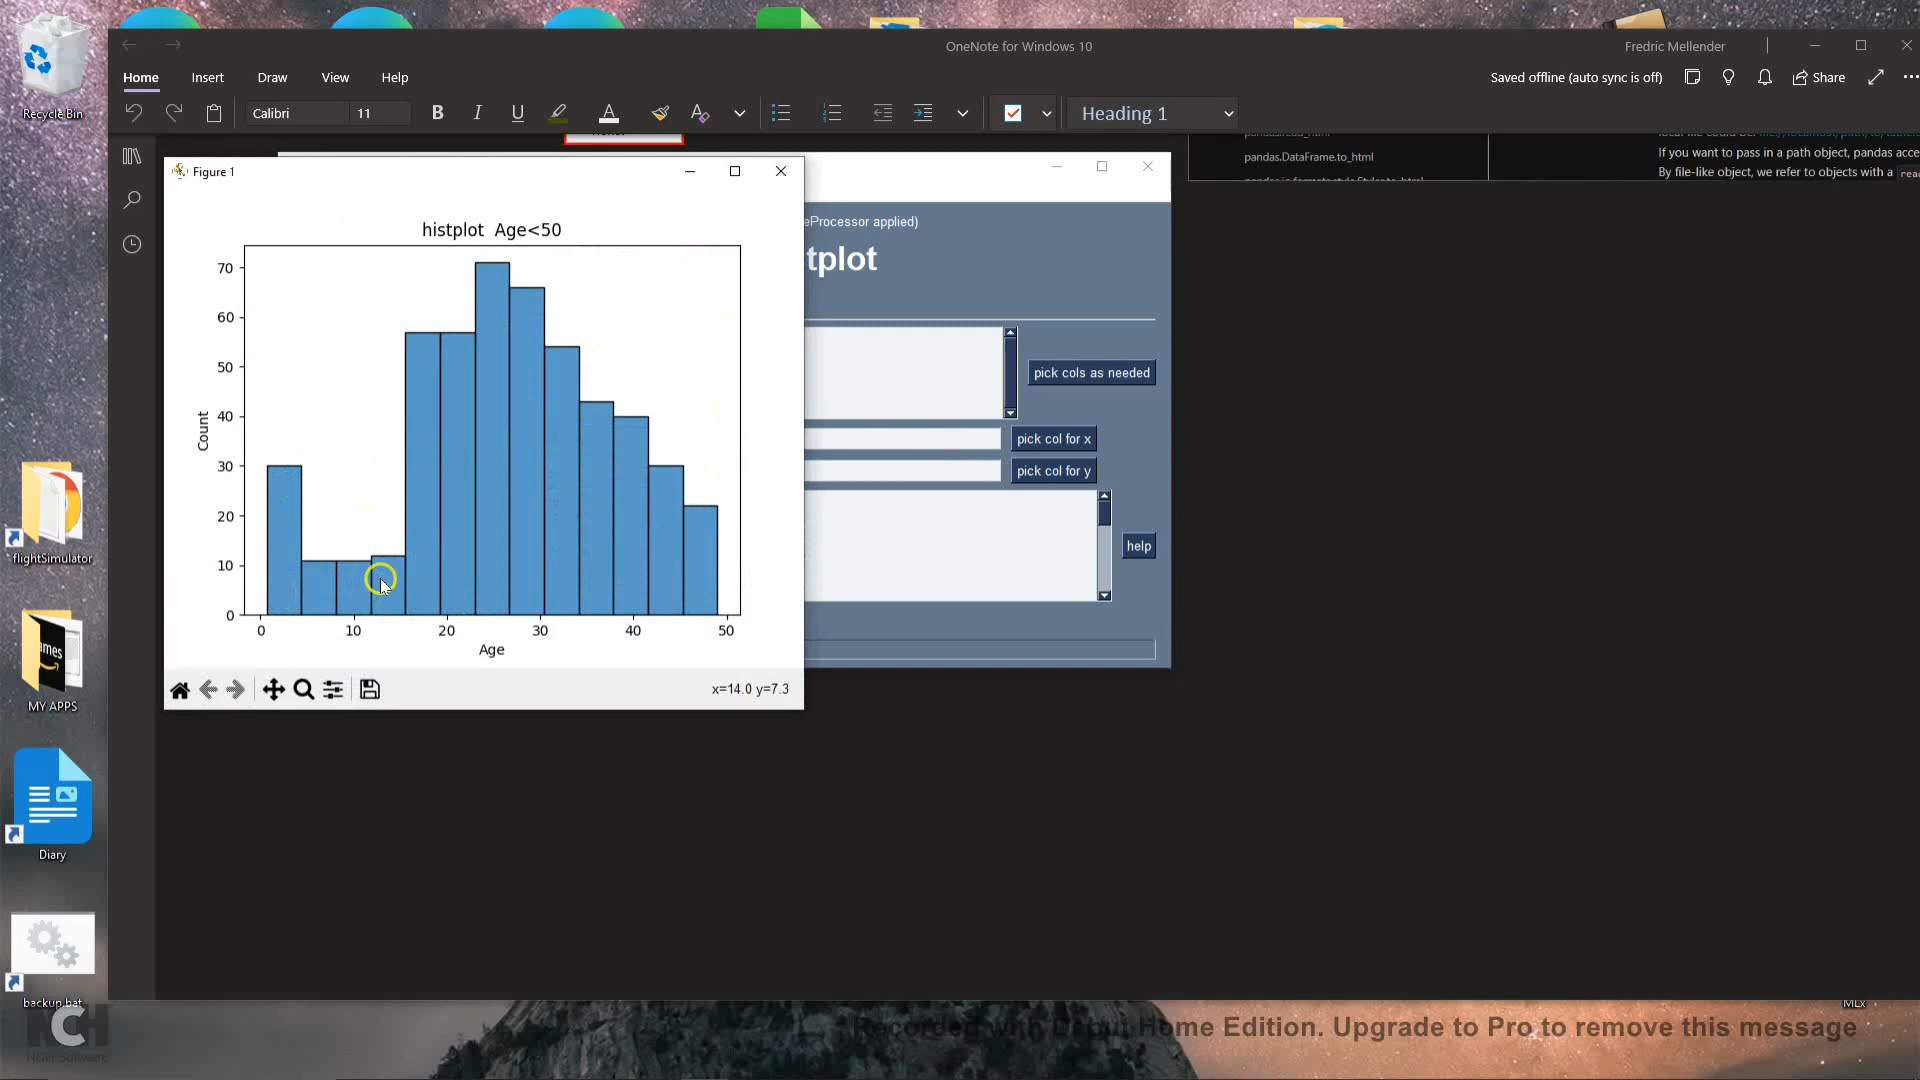 Recycle Bin
OneNote for Windows 10
Fredric Mellender
Home Insert Draw View Help
Saved offline (auto sync is off)
Share
Calibri 11 B I U A A
Heading 1
pandas.DataFrame.to_html
If you want to pass in a path object, pandas acce
By file-like object, we refer to objects with a rea
Figure 1
eProcessor applied)
tplot
histplot Age<50
70
60
50
40
30
20
10
0
Count
0 10 20 30 40 50
Age
x=14.0 y=7.3
pick cols as needed
pick col for x
pick col for y
help
flightSimulator
MY APPS
Diary
backup.bat
MLx
NCH
NCH Software
Recorded with Debut Home Edition. Upgrade to Pro to remove this message